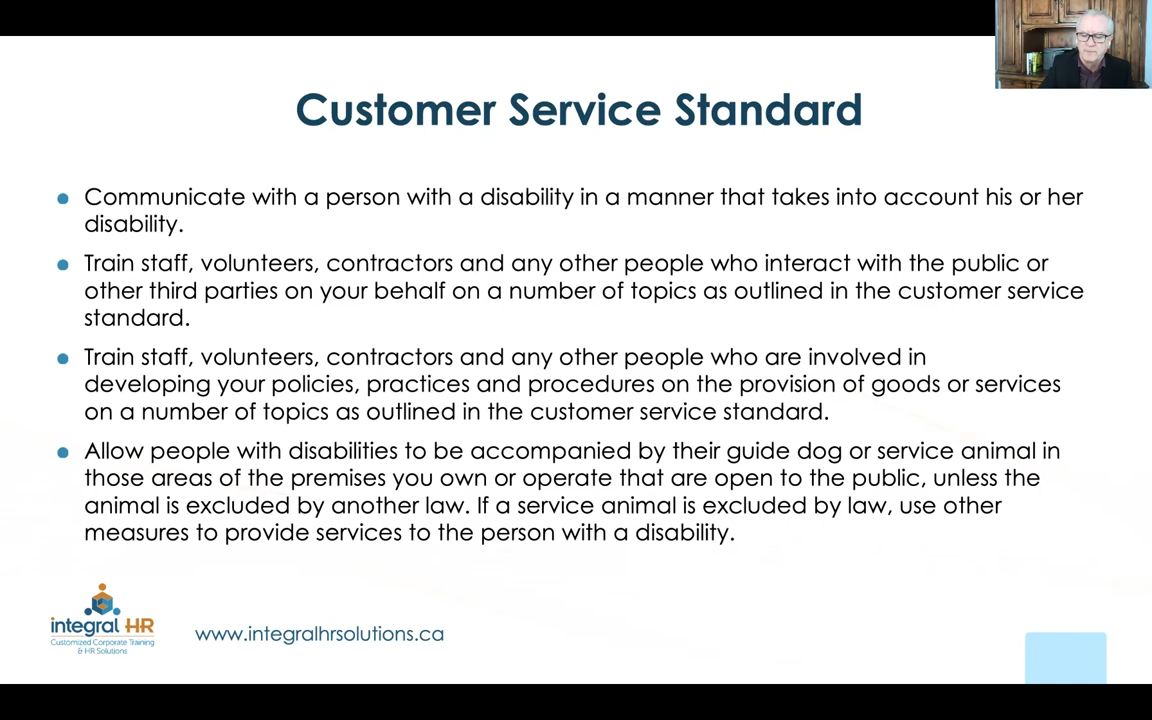 Customer Service Standard
Communicate with a person with a disability in a manner that takes into account his or her
disability.
Train staff, volunteers, contractors and any other people who interact with the public or
other third parties on your behalf on a number of topics as outlined in the customer service
standard.
Train staff, volunteers, contractors and any other people who are involved in
developing your policies, practices and procedures on the provision of goods or services
on a number of topics as outlined in the customer service standard.
Allow people with disabilities to be accompanied by their guide dog or service animal in
those areas of the premises you own or operate that are open to the public, unless the
animal is excluded by another law. If a service animal is excluded by law, use other
measures to provide services to the person with a disability.
integral HR
Customized Corporate Training
& HR Solutions
www.integralhrsolutions.ca